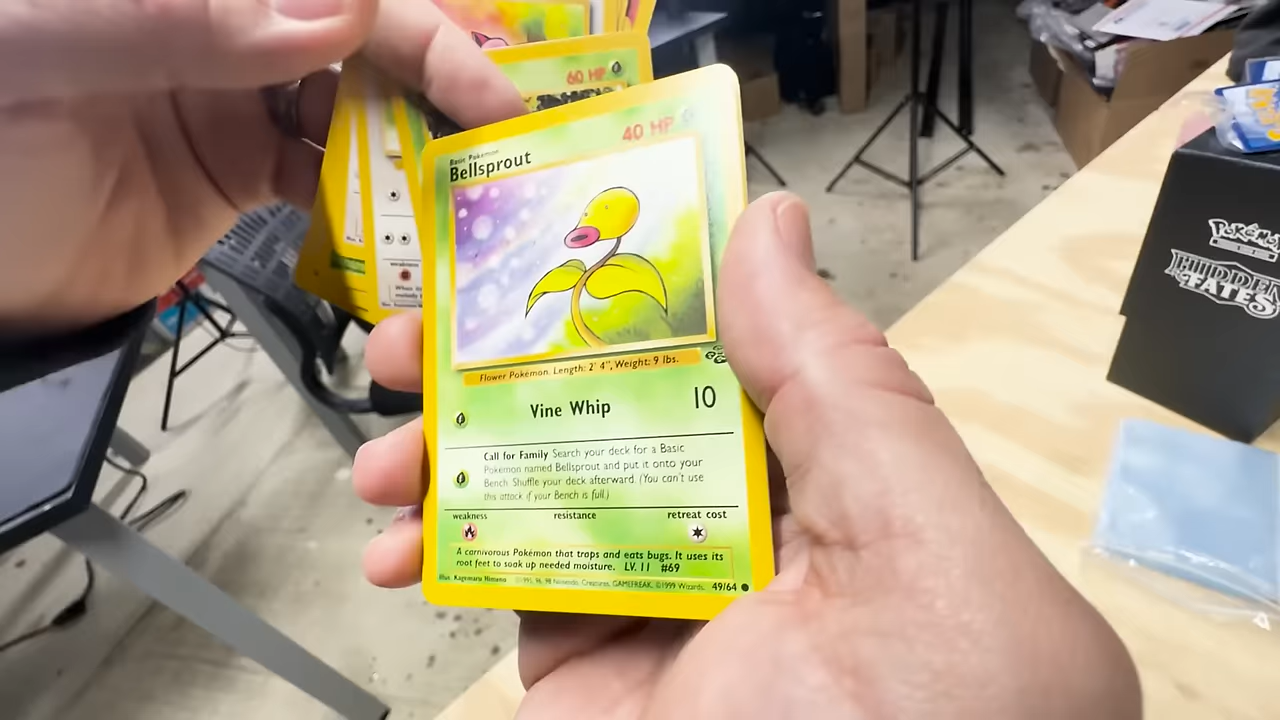 60 HP
40 HP
Basic Pokémon
Bellsprout
Flower Pokémon. Length: 2' 4", Weight: 9 lbs.
Vine Whip 10
Call for Family Search your deck for a Basic
Pokémon named Bellsprout and put it onto your
Bench. Shuffle your deck afterward. (You can't use
this attack if your Bench is full.)
weakness resistance retreat cost
A carnivorous Pokémon that traps and eats bugs. It uses its
root feet to soak up needed moisture. LV. 11 #69
Illus. Kagemaru Himeno ©1995, 96, 98 Nintendo, Creatures, GAMEFREAK. ©1999 Wizards. 49/64
weakness
POKÉMON
HIDDEN
FATES